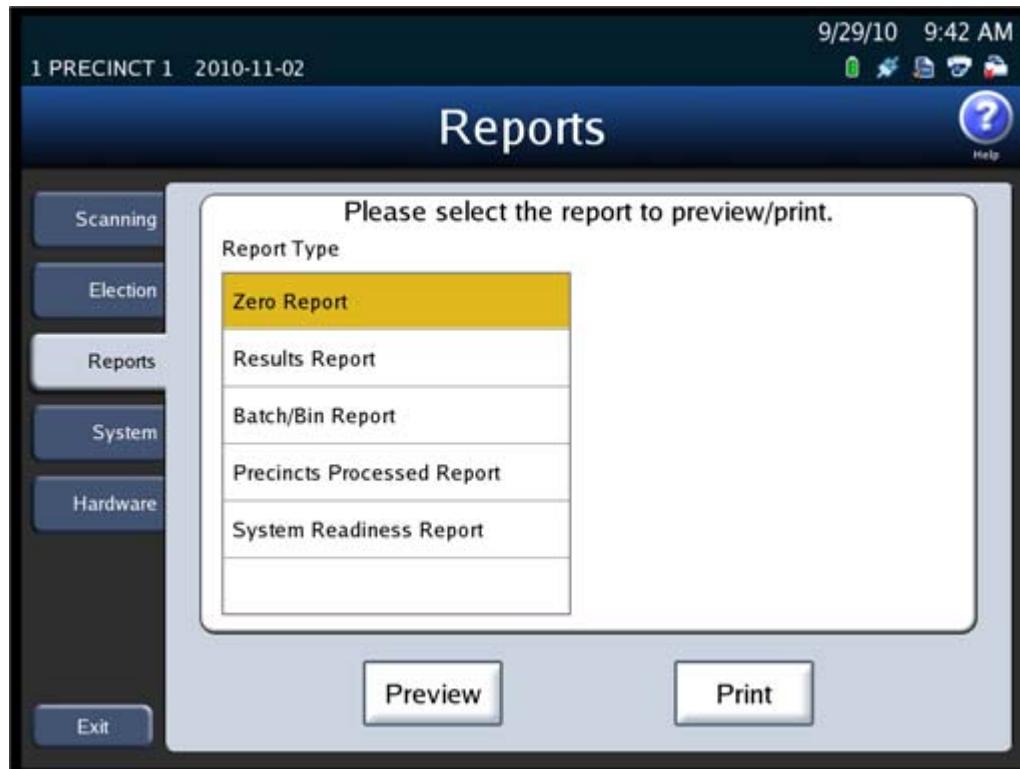 9/29/10 9:42 AM
1 PRECINCT 1 2010-11-02
Reports
Help
Scanning
Election
Reports
System
Hardware
Exit
Please select the report to preview/print.
Report Type
Zero Report
Results Report
Batch/Bin Report
Precincts Processed Report
System Readiness Report
Preview
Print